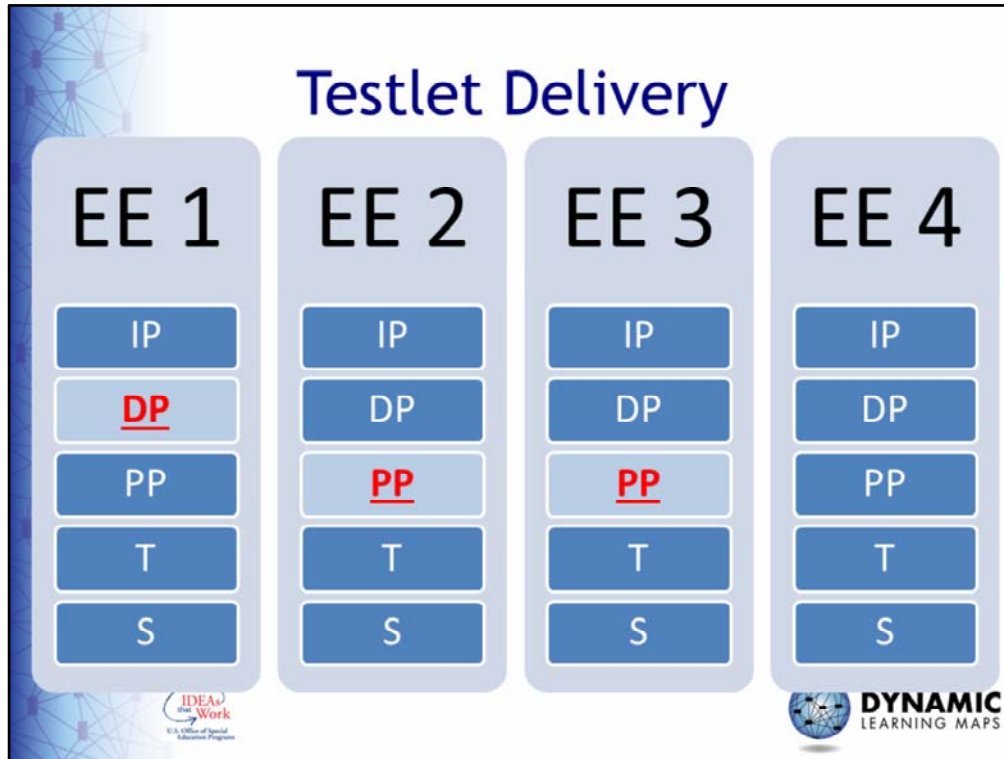 Testlet Delivery
EE 1
IP
DP
PP
T
S
EE 2
IP
DP
PP
T
S
EE 3
IP
DP
PP
T
S
EE 4
IP
DP
PP
T
S
IDEAs
that Work
U.S. Office of Special
Education Programs
DYNAMIC
LEARNING MAPS